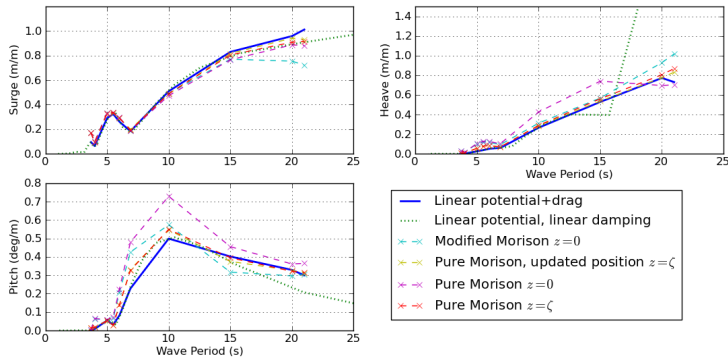 1.0
0.8
0.6
0.4
0.2
0.0
Surge (m/m)
0 5 10 15 20 25
1.4
1.2
1.0
0.8
0.6
0.4
0.2
0.0
Heave (m/m)
0 5 10 15 20 25
Wave Period (s)
0.8
0.7
0.6
0.5
0.4
0.3
0.2
0.1
0.0
Pitch (deg/m)
0 5 10 15 20 25
Wave Period (s)
Linear potential+drag
Linear potential, linear damping
Modified Morison z=0
Pure Morison, updated position z=ζ
Pure Morison z=0
Pure Morison z=ζ